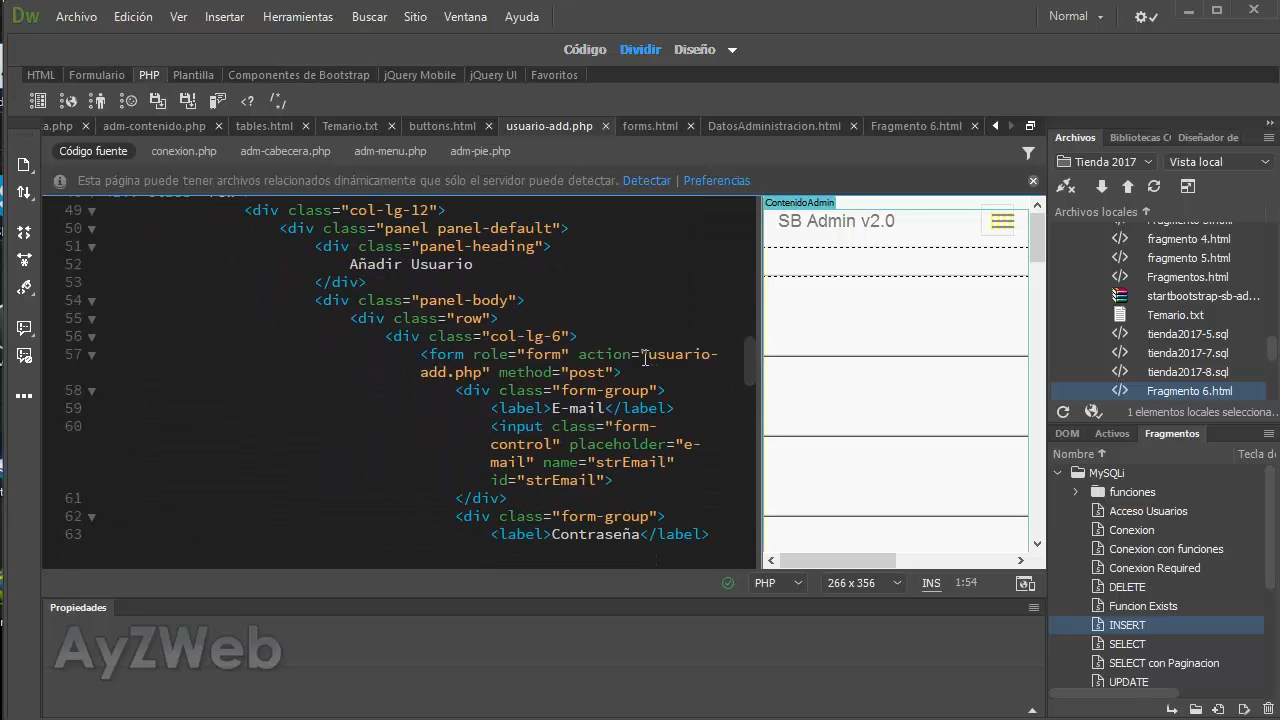 Dw Archivo Edición Ver Insertar Herramientas Buscar Sitio Ventana Ayuda Normal
Código Dividir Diseño
HTML Formulario PHP Plantilla Componentes de Bootstrap jQuery Mobile jQuery UI Favoritos
ta.php adm-contenido.php tables.html Temario.txt buttons.html usuario-add.php forms.html DatosAdministracion.html Fragmento 6.html
Código fuente conexion.php adm-cabecera.php adm-menu.php adm-pie.php
Esta página puede tener archivos relacionados dinámicamente que sólo el servidor puede detectar. Detectar Preferencias
49 <div class="col-lg-12">
50 <div class="panel panel-default">
51 <div class="panel-heading">
52 Añadir Usuario
53 </div>
54 <div class="panel-body">
55 <div class="row">
56 <div class="col-lg-6">
57 <form role="form" action="usuario-
add.php" method="post">
58 <div class="form-group">
59 <label>E-mail</label>
60 <input class="form-
control" placeholder="e-
mail" name="strEmail"
id="strEmail">
61 </div>
62 <div class="form-group">
63 <label>Contraseña</label>
ContenidoAdmin
SB Admin v2.0
PHP 266 x 356 INS 1:54
Propiedades
AyZWeb
Archivos Bibliotecas C Diseñador de
Tienda 2017 Vista local
Archivos locales
fragmento 4.html
fragmento 5.html
Fragmentos.html
startbootstrap-sb-ad...
Temario.txt
tienda2017-5.sql
tienda2017-7.sql
tienda2017-8.sql
Fragmento 6.html
1 elementos locales selecciona...
DOM Activos Fragmentos
Nombre Tecla d
MySQLi
funciones
Acceso Usuarios
Conexion
Conexion con funciones
Conexion Required
DELETE
Funcion Exists
INSERT
SELECT
SELECT con Paginacion
UPDATE